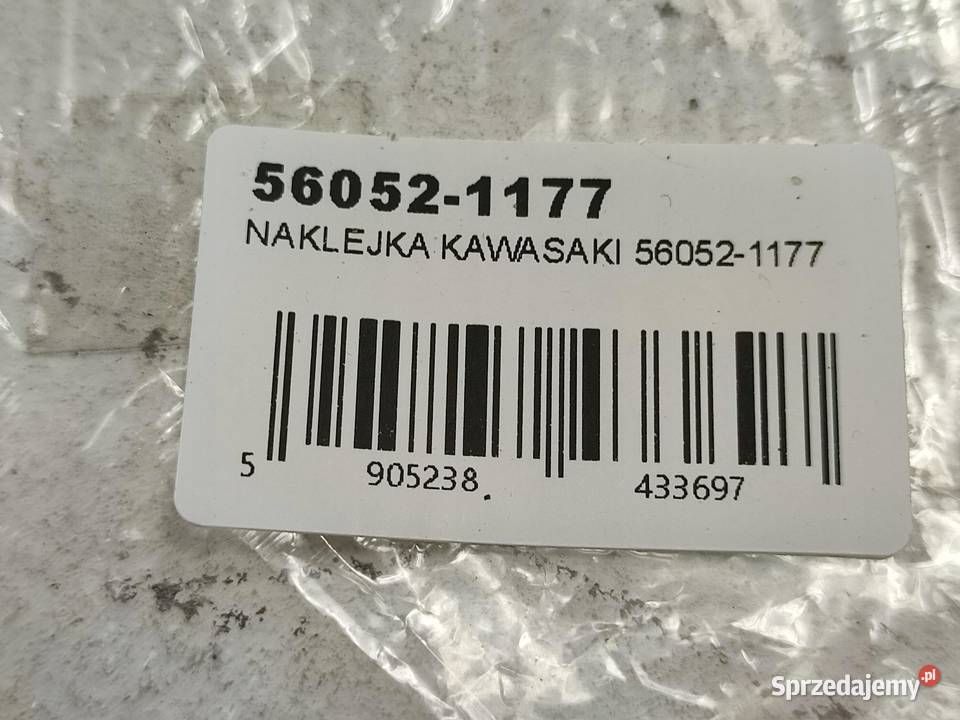 56052-1177
NAKLEJKA KAWASAKI 56052-1177
5 905238 433697
Sprzedajemy.pl